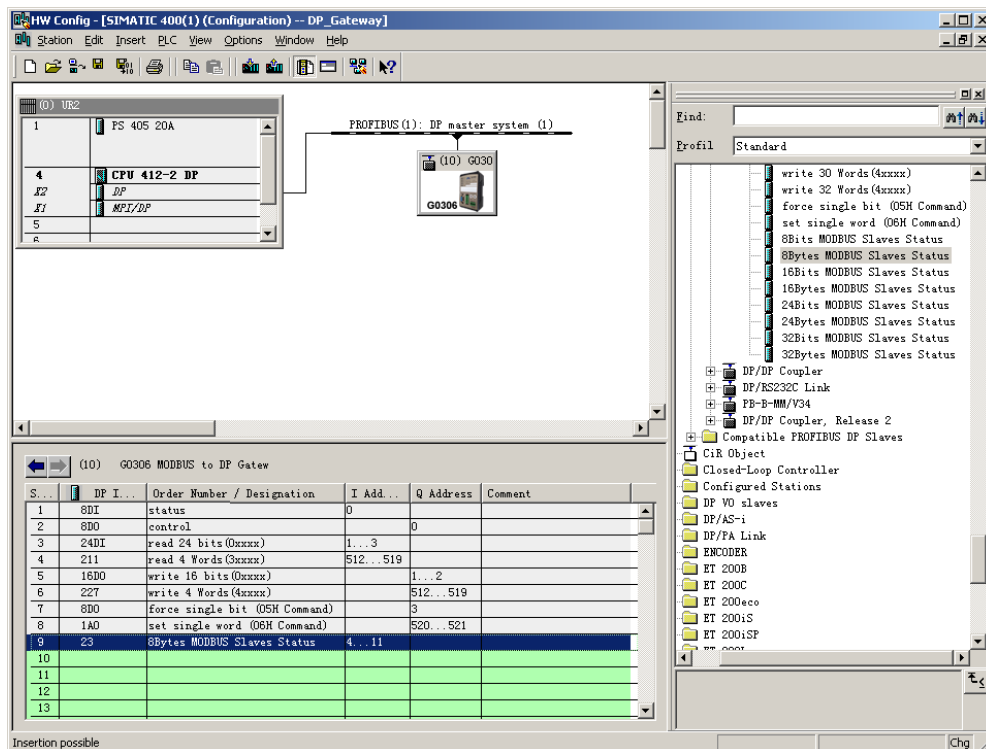 HW Config - [SIMATIC 400(1) (Configuration) -- DP_Gateway]
Station Edit Insert PLC View Options Window Help
(0) UR2
1 PS 405 20A
4 CPU 412-2 DP
X2 DP
X1 MPI/DP
5
6
PROFIBUS(1): DP master system (1)
(10) G030
G0306
Find:
Profil Standard
write 30 Words(4xxxx)
write 32 Words(4xxxx)
force single bit (05H Command)
set single word (06H Command)
8Bits MODBUS Slaves Status
8Bytes MODBUS Slaves Status
16Bits MODBUS Slaves Status
16Bytes MODBUS Slaves Status
24Bits MODBUS Slaves Status
24Bytes MODBUS Slaves Status
32Bits MODBUS Slaves Status
32Bytes MODBUS Slaves Status
DP/DP Coupler
DP/RS232C Link
PB-B-MM/V34
DP/DP Coupler, Release 2
Compatible PROFIBUS DP Slaves
CiR Object
Closed-Loop Controller
Configured Stations
DP V0 slaves
DP/AS-i
DP/PA Link
ENCODER
ET 200B
ET 200C
ET 200eco
ET 200iS
ET 200iSP
(10) G0306 MODBUS to DP Gatew
S... DP I... Order Number / Designation I Add... Q Address Comment
1 8DI status 0
2 8DO control 0
3 24DI read 24 bits(0xxxx) 1...3
4 211 read 4 Words(3xxxx) 512...519
5 16DO write 16 bits(0xxxx) 1...2
6 227 write 4 Words(4xxxx) 512...519
7 8DO force single bit (05H Command) 3
8 1AO set single word (06H Command) 520...521
9 23 8Bytes MODBUS Slaves Status 4...11
10
11
12
13
Insertion possible
Chg